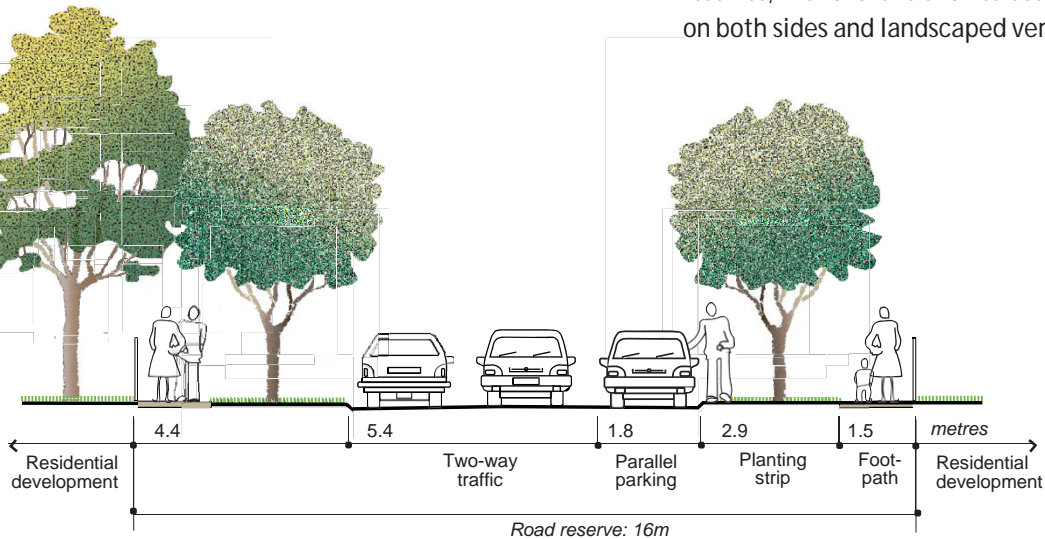 on both sides and landscaped
4.4 5.4 1.8 2.9 1.5 metres
Residential
development
Two-way
traffic
Parallel
parking
Planting
strip
Foot-
path
Residential
development
Road reserve: 16m